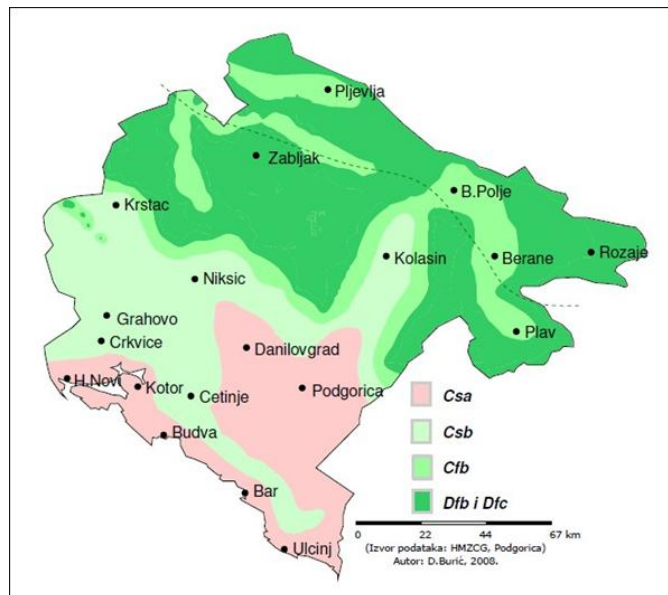 Pljevlja
Zabljak
B.Polje
Krstac
Kolasin
Berane
Rozaje
Niksic
Grahovo
Plav
Crkvice
Danilovgrad
H.Novi
Kotor
Cetinje
Podgorica
Budva
Bar
Ulcinj
Csa
Csb
Cfb
Dfb i Dfc
0 22 44 67 km
(Izvor podataka: HMZCG, Podgorica)
Autor: D.Burić, 2008.